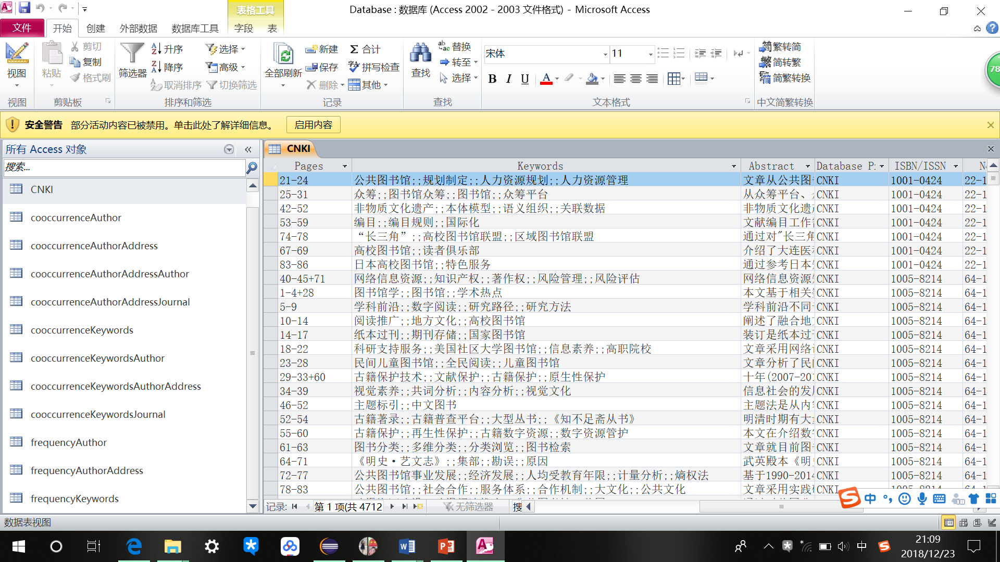 Database : 数据库 (Access 2002 - 2003 文件格式) - Microsoft Access
表格工具
文件 开始 创建 外部数据 数据库工具 字段 表
视图 粘贴 剪切 复制 格式刷
筛选器 升序 降序 取消排序 选择 高级 切换筛选
全部刷新 新建 保存 删除 合计 拼写检查 其他
查找 替换 转至 选择
宋体 11
B I U A
繁转简
简转繁
简繁转换
视图 剪贴板 排序和筛选 记录 查找 文本格式 中文简繁转换
78
安全警告 部分活动内容已被禁用。单击此处了解详细信息。 启用内容
所有 Access 对象
搜索...
CNKI
cooccurrenceAuthor
cooccurrenceAuthorAddress
cooccurrenceAuthorAddressAuthor
cooccurrenceAuthorAddressJournal
cooccurrenceKeywords
cooccurrenceKeywordsAuthor
cooccurrenceKeywordsAuthorAddress
cooccurrenceKeywordsJournal
frequencyAuthor
frequencyAuthorAddress
frequencyKeywords
CNKI
Pages Keywords Abstract Database ISBN/ISSN
21-24 公共图书馆;;规划制定;;人力资源规划;;人力资源管理 文章从公共图 CNKI 1001-0424 22-1
25-31 众筹;;图书馆众筹;;图书馆;;众筹平台 从众筹平台、 CNKI 1001-0424 22-1
42-52 非物质文化遗产;;本体模型;;语义组织;;关联数据 非物质文化遗 CNKI 1001-0424 22-1
53-59 编目;;编目规则;;国际化 文献编目工作 CNKI 1001-0424 22-1
74-78 “长三角”;;高校图书馆联盟;;区域图书馆联盟 通过对"长三角 CNKI 1001-0424 22-1
67-69 高校图书馆;;读者俱乐部 介绍了大连医 CNKI 1001-0424 22-1
83-86 日本高校图书馆;;特色服务 通过参考日本 CNKI 1001-0424 22-1
40-45+71 网络信息资源;;知识产权;;著作权;;风险管理;;风险评估 网络信息资源 CNKI 1005-8214 64-1
1-4+28 图书馆学;;图书馆;;学术热点 本文基于相关 CNKI 1005-8214 64-1
5-9 学科前沿;;数字阅读;;研究路径;;研究方法 学科前沿不同 CNKI 1005-8214 64-1
10-14 阅读推广;;地方文化;;高校图书馆 阐述了融合地 CNKI 1005-8214 64-1
14-17 纸本过刊;;期刊存储;;国家图书馆 装订是纸本过 CNKI 1005-8214 64-1
18-22 科研支持服务;;美国社区大学图书馆;;信息素养;;高职院校 文章采用网络 CNKI 1005-8214 64-1
23-28 民间儿童图书馆;;全民阅读;;儿童图书馆 文章分析了民 CNKI 1005-8214 64-1
29-33+60 古籍保护技术;;文献保护;;古籍保护;;原生性保护 十年(2007-20 CNKI 1005-8214 64-1
34-39 视觉素养;;共词分析;;内容分析;;视觉文化 信息社会的发 CNKI 1005-8214 64-1
46-52 主题标引;;中文图书 主题法是从内 CNKI 1005-8214 64-1
52-54 古籍著录;;古籍普查平台;;大型丛书;;《知不足斋丛书》 明清时期有大 CNKI 1005-8214 64-1
55-60 古籍保护;;再生性保护;;古籍数字资源;;数字资源管护 本文在介绍数 CNKI 1005-8214 64-1
61-63 图书分类;;多维分类;;分类浏览;;图书检索 文章就目前图 CNKI 1005-8214 64-1
64-71 《明史·艺文志》;;集部;;勘误;;原因 武英殿本《明 CNKI 1005-8214 64-1
72-77 公共图书馆事业发展;;经济发展;;人均受教育年限;;计量分析;;熵权法 基于1990-2014 CNKI 1005-8214 64-1
78-83 公共图书馆;;社会合作;;服务体系;;合作机制;;大文化;;公共文化 文章采用实践 CNKI
记录: 第 1 项(共 4712 无筛选器 搜
中
数据表视图
中
21:09
2018/12/23